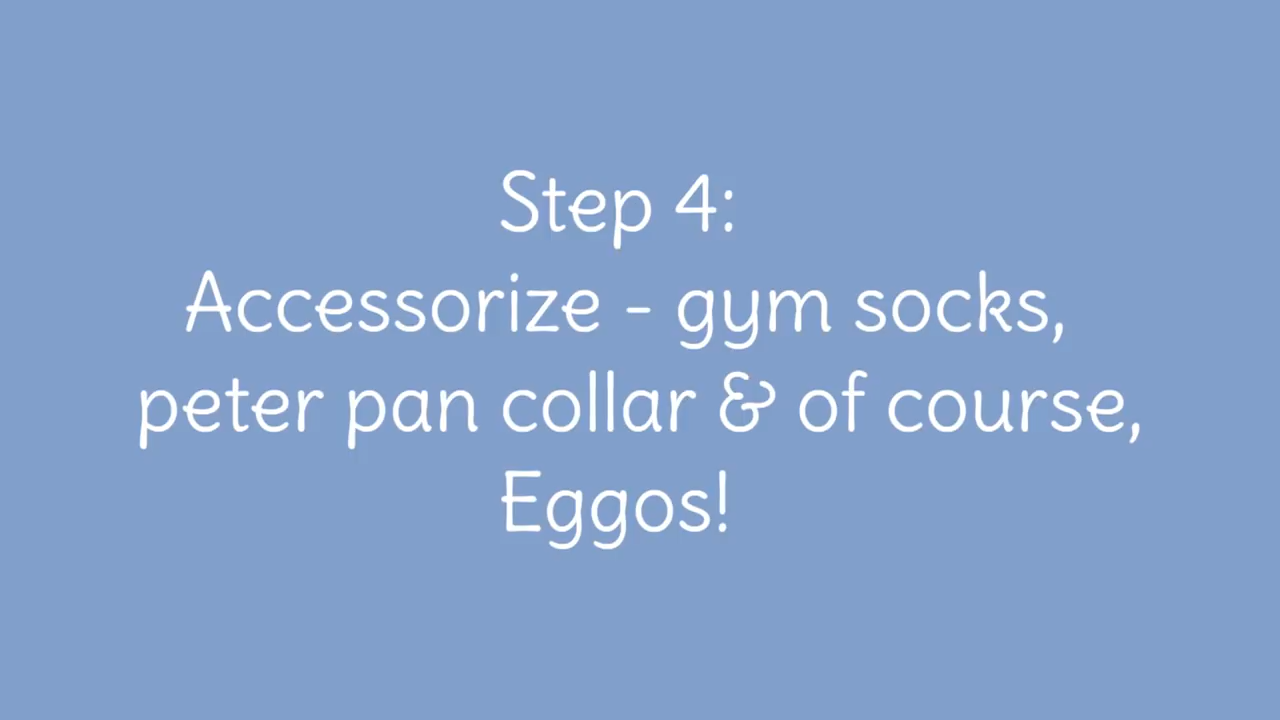 Step 4:
Accessorize - gym socks,
peter pan collar & of course,
Eggos!